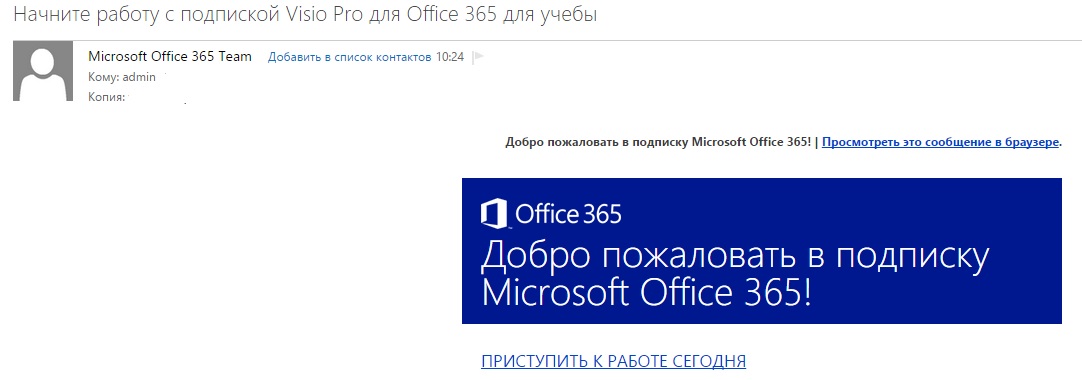 Начните работу с подпиской Visio Pro для Office 365 для учебы
Microsoft Office 365 Team Добавить в список контактов 10:24
Кому: admin
Копия:
Добро пожаловать в подписку Microsoft Office 365! | Просмотреть это сообщение в браузере.
Office 365
Добро пожаловать в подписку
Microsoft Office 365!
ПРИСТУПИТЬ К РАБОТЕ СЕГОДНЯ